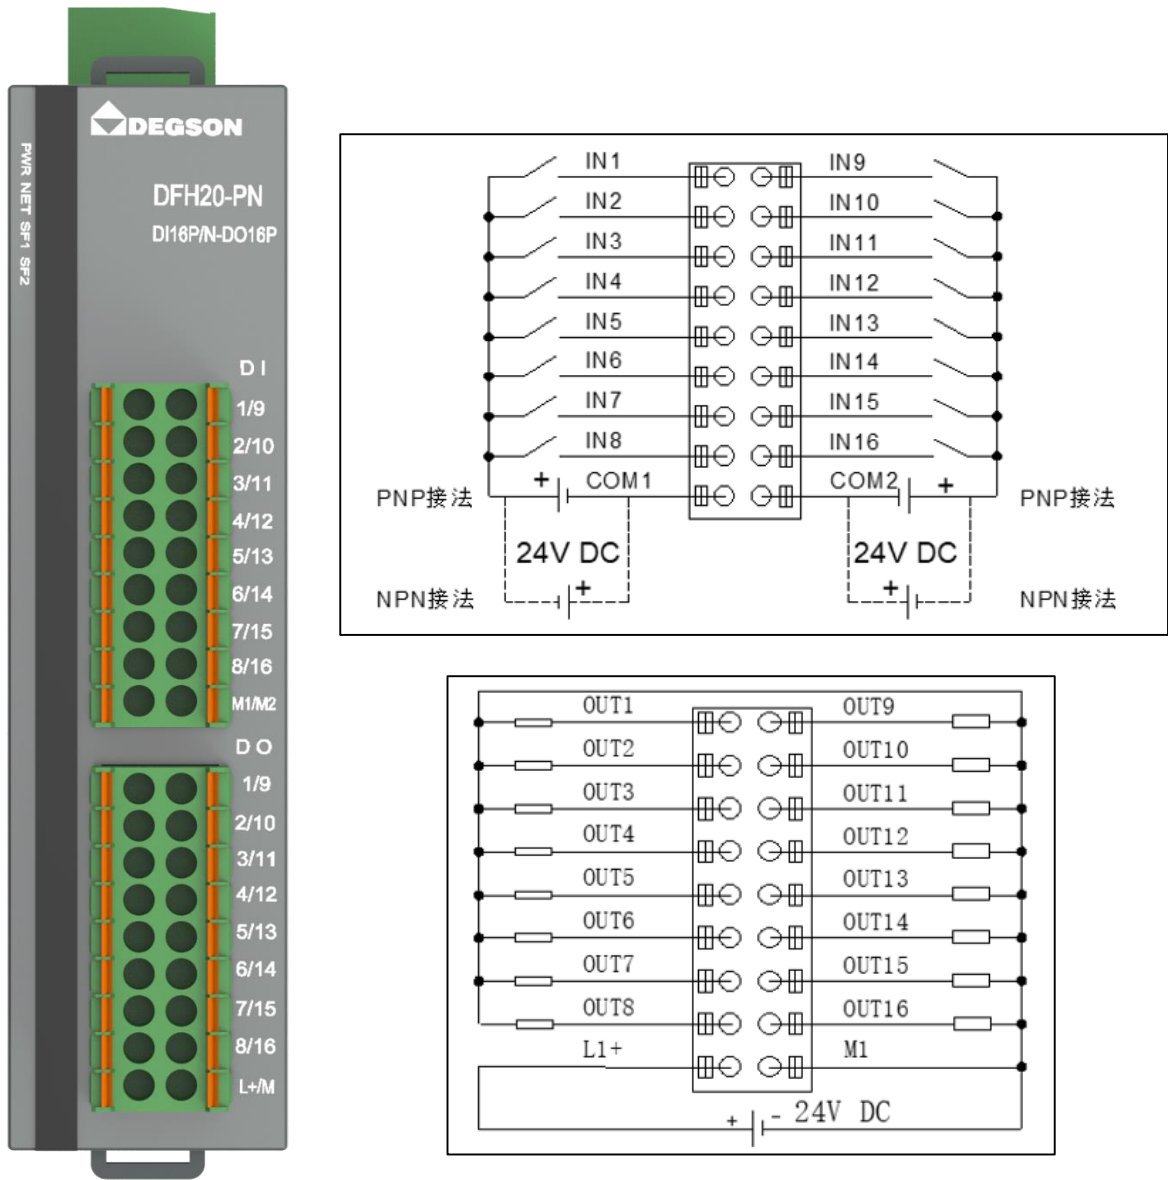 DEGSON
DFH20-PN
DI16P/N-DO16P
PWR NET SF1 SF2
DI
1/9
2/10
3/11
4/12
5/13
6/14
7/15
8/16
M1/M2
DO
1/9
2/10
3/11
4/12
5/13
6/14
7/15
8/16
L+/M
IN1 IN9
IN2 IN10
IN3 IN11
IN4 IN12
IN5 IN13
IN6 IN14
IN7 IN15
IN8 IN16
+ COM1 COM2 +
PNP接法 PNP接法
24V DC 24V DC
+ +
NPN接法 NPN接法
OUT1 OUT9
OUT2 OUT10
OUT3 OUT11
OUT4 OUT12
OUT5 OUT13
OUT6 OUT14
OUT7 OUT15
OUT8 OUT16
L1+ M1
+ - 24V DC